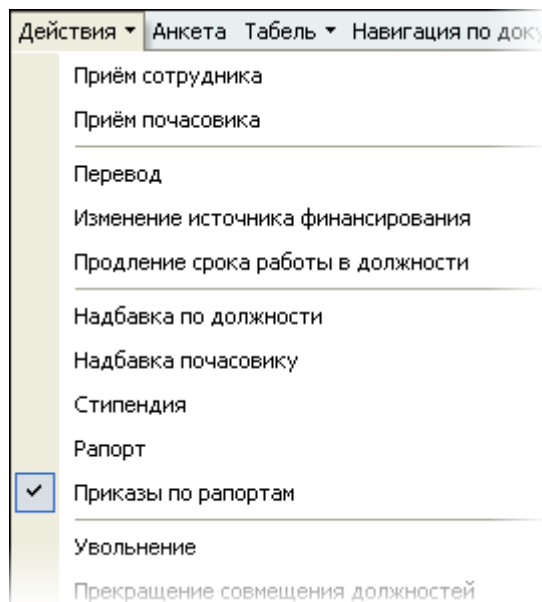 Действия Анкета Табель Навигация по доку
Приём сотрудника
Приём почасовика
Перевод
Изменение источника финансирования
Продление срока работы в должности
Надбавка по должности
Надбавка почасовику
Стипендия
Рапорт
Приказы по рапортам
Увольнение
Прекращение совмещения должностей